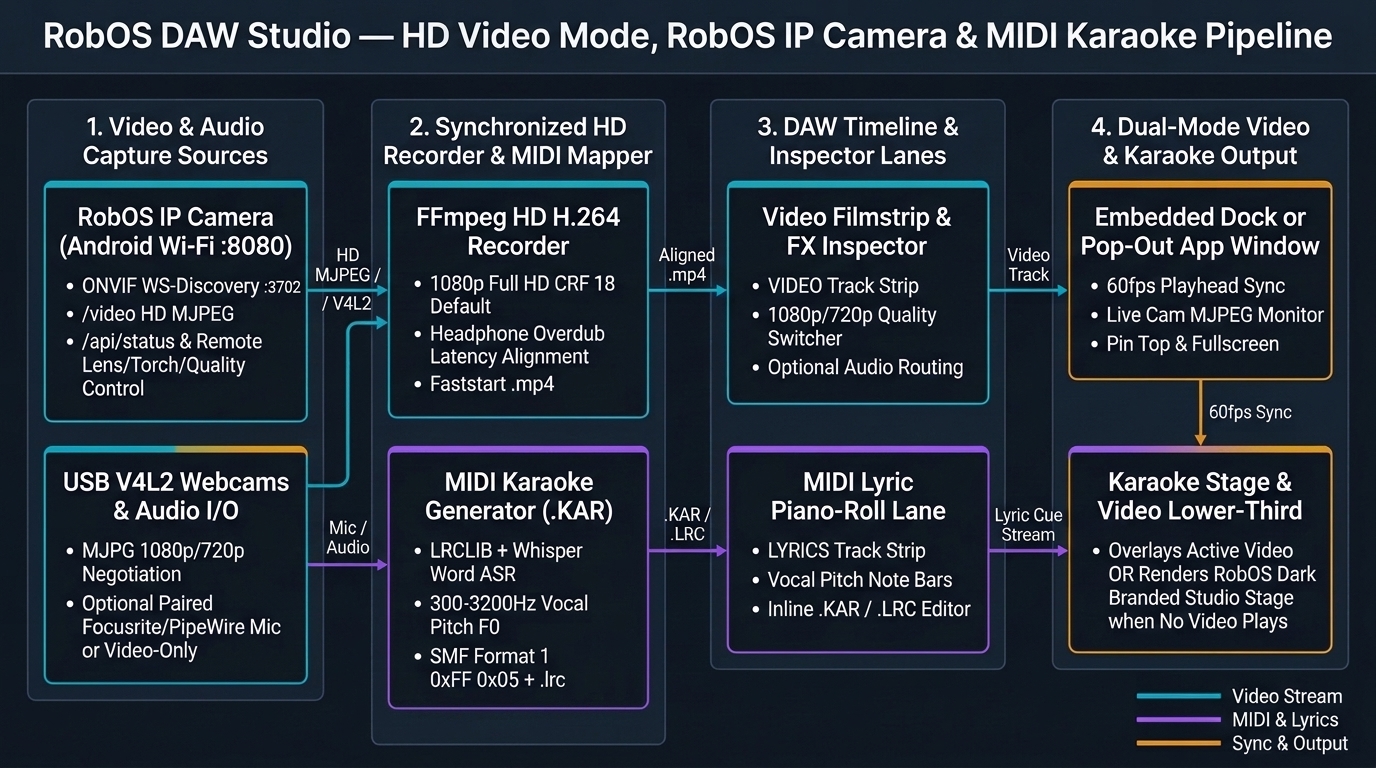 RobOS DAW Studio — HD Video Mode, RobOS IP Camera & MIDI Karaoke Pipeline
1. Video & Audio
Capture Sources
RobOS IP Camera
(Android Wi-Fi :8080)
• ONVIF WS-Discovery :3702
• /video HD MJPEG
• /api/status & Remote
Lens/Torch/Quality
Control
USB V4L2 Webcams
& Audio I/O
• MJPG 1080p/720p
Negotiation
• Optional Paired
Focusrite/PipeWire Mic
or Video-Only
HD
MJPEG /
/ V4L2
Mic /
Audio
2. Synchronized HD
Recorder & MIDI Mapper
FFmpeg HD H.264
Recorder
• 1080p Full HD CRF 18
Default
• Headphone Overdub
Latency Alignment
• Faststart .mp4
MIDI Karaoke
Generator (.KAR)
• LRCLIB + Whisper
Word ASR
• 300-3200Hz Vocal
Pitch F0
• SMF Format 1
0xFF 0x05 + .lrc
Aligned
.mp4
.KAR /
.LRC
3. DAW Timeline &
Inspector Lanes
Video Filmstrip &
FX Inspector
• VIDEO Track Strip
• 1080p/720p Quality
Switcher
• Optional Audio Routing
MIDI Lyric
Piano-Roll Lane
• LYRICS Track Strip
• Vocal Pitch Note Bars
• Inline .KAR / .LRC Editor
Video
Track
Lyric Cue
Stream
4. Dual-Mode Video
& Karaoke Output
Embedded Dock or
Pop-Out App Window
• 60fps Playhead Sync
• Live Cam MJPEG Monitor
• Pin Top & Fullscreen
60fps Sync
Karaoke Stage &
Video Lower-Third
• Overlays Active Video
OR Renders RobOS Dark
Branded Studio Stage
when No Video Plays
Video Stream
MIDI & Lyrics
Sync & Output